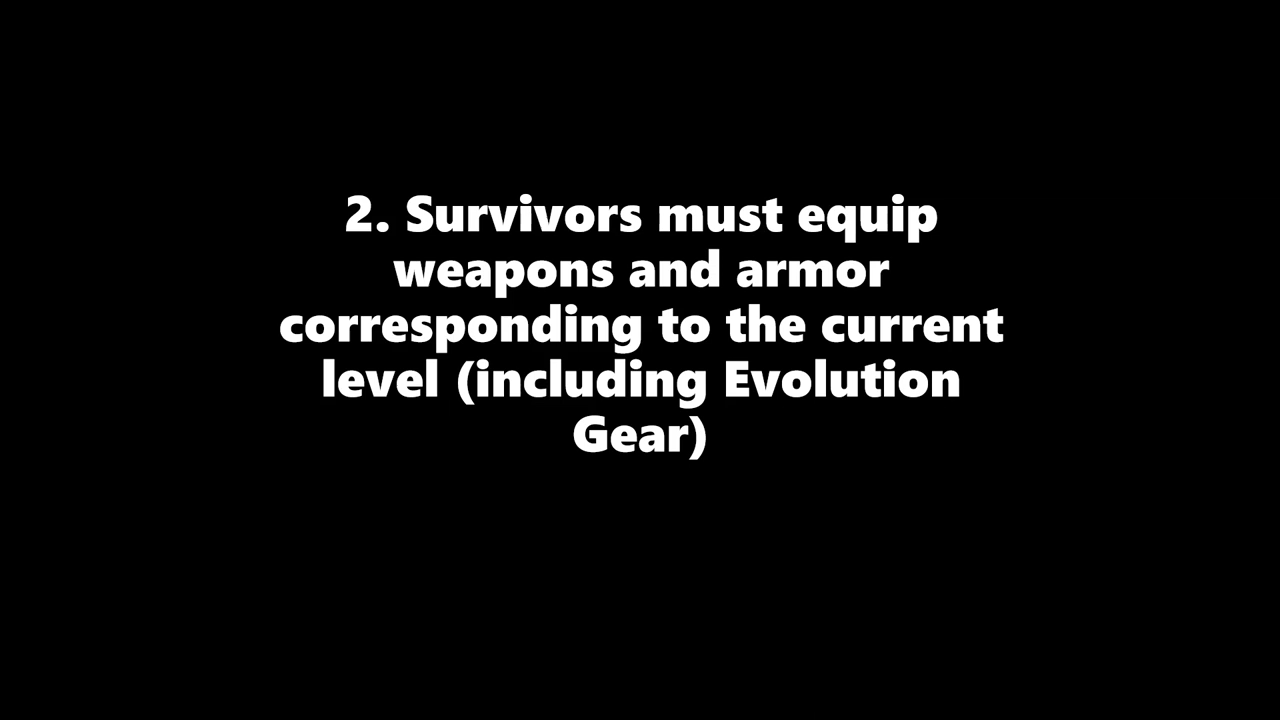 2. Survivors must equip
weapons and armor
corresponding to the current
level (including Evolution
Gear)